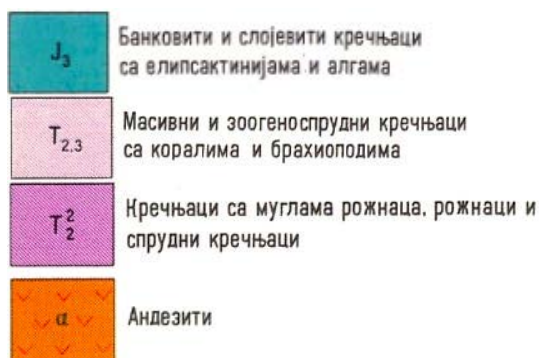 J₃
Банковити и слојевити кречњаци
са елипсактинијама и алгама
T₂,₃
Масивни и зоогеноспрудни кречњаци
са коралима и брахиоподима
T₂²
Кречњаци са муглама рожнаца, рожнаци и
спрудни кречњаци
α
Андезити